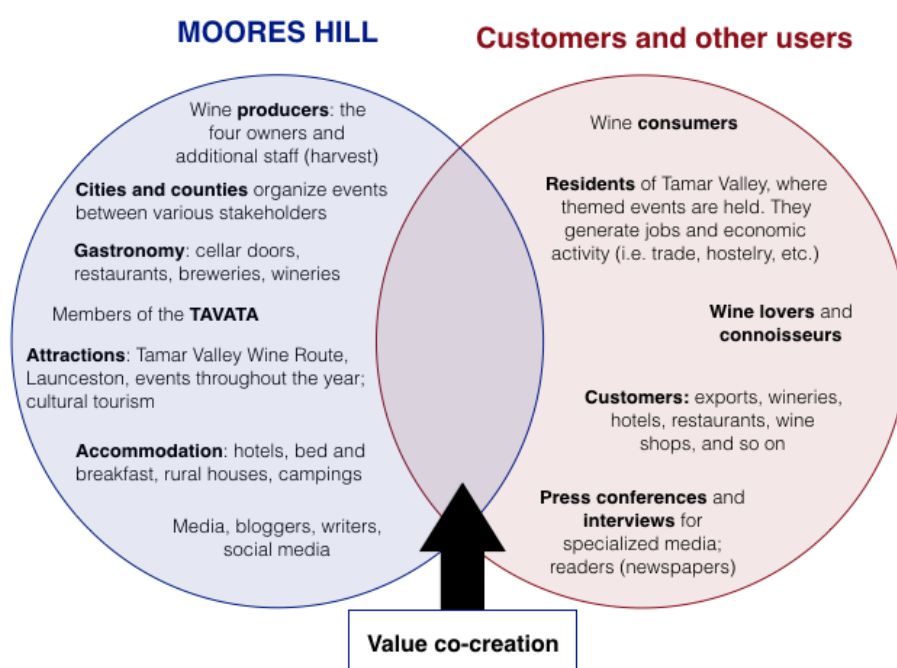 MOORES HILL
Wine producers: the
four owners and
additional staff (harvest)
Cities and counties organize events
between various stakeholders
Gastronomy: cellar doors,
restaurants, breweries, wineries
Members of the TAVATA
Attractions: Tamar Valley Wine Route,
Launceston, events throughout the year;
cultural tourism
Accommodation: hotels, bed and
breakfast, rural houses, campings
Media, bloggers, writers,
social media
Customers and other users
Wine consumers
Residents of Tamar Valley, where
themed events are held. They
generate jobs and economic
activity (i.e. trade, hostelry, etc.)
Wine lovers and
connoisseurs
Customers: exports, wineries,
hotels, restaurants, wine
shops, and so on
Press conferences and
interviews for
specialized media;
readers (newspapers)
Value co-creation